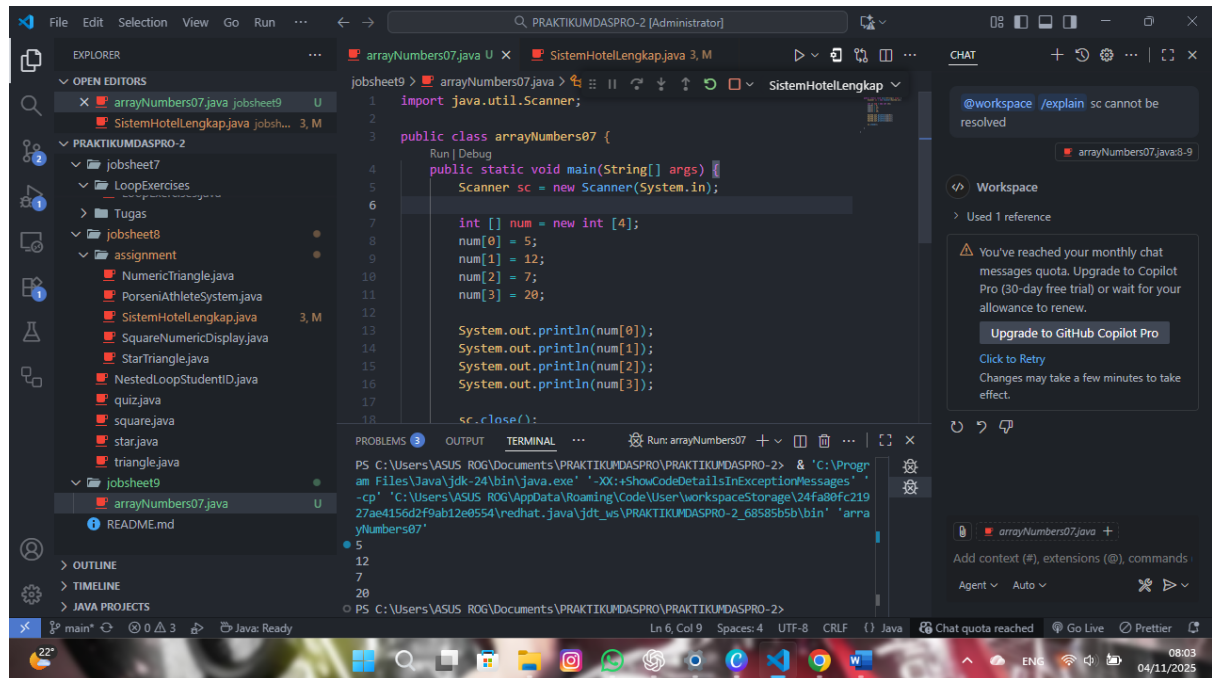 File Edit Selection View Go Run ··· PRAKTIKUMDASPRO-2 [Administrator]
EXPLORER
OPEN EDITORS
arrayNumbers07.java jobsheet9 U
SistemHotelLengkap.java jobsh... 3, M
PRAKTIKUMDASPRO-2
jobsheet7
LoopExercises
Tugas
jobsheet8
assignment
NumericTriangle.java
PorseniAthleteSystem.java
SistemHotelLengkap.java 3, M
SquareNumericDisplay.java
StarTriangle.java
NestedLoopStudentID.java
quiz.java
square.java
star.java
triangle.java
jobsheet9
arrayNumbers07.java U
README.md
OUTLINE
TIMELINE
JAVA PROJECTS
arrayNumbers07.java U SistemHotelLengkap.java 3, M
jobsheet9 > arrayNumbers07.java > SistemHotelLengkap
1 import java.util.Scanner;
2
3 public class arrayNumbers07 {
Run | Debug
4 public static void main(String[] args) {
5 Scanner sc = new Scanner(System.in);
6
7 int [] num = new int [4];
8 num[0] = 5;
9 num[1] = 12;
10 num[2] = 7;
11 num[3] = 20;
12
13 System.out.println(num[0]);
14 System.out.println(num[1]);
15 System.out.println(num[2]);
16 System.out.println(num[3]);
17
18 sc.close();
PROBLEMS 3 OUTPUT TERMINAL ··· Run: arrayNumbers07
PS C:\Users\ASUS ROG\Documents\PRAKTIKUMDASPRO\PRAKTIKUMDASPRO-2> & 'C:\Progr
am Files\Java\jdk-24\bin\java.exe' '-XX:+ShowCodeDetailsInExceptionMessages' '
-cp' 'C:\Users\ASUS ROG\AppData\Roaming\Code\User\workspaceStorage\24fa80fc219
27ae4156d2f9ab12e0554\redhat.java\jdt_ws\PRAKTIKUMDASPRO-2_68585b5b\bin' 'arra
yNumbers07'
5
12
7
20
PS C:\Users\ASUS ROG\Documents\PRAKTIKUMDASPRO\PRAKTIKUMDASPRO-2>
CHAT
@workspace /explain sc cannot be
resolved
arrayNumbers07.java:8-9
Workspace
Used 1 reference
You've reached your monthly chat
messages quota. Upgrade to Copilot
Pro (30-day free trial) or wait for your
allowance to renew.
Upgrade to GitHub Copilot Pro
Click to Retry
Changes may take a few minutes to take
effect.
arrayNumbers07.java +
Add context (#), extensions (@), commands
Agent Auto
main* 0 3 Java: Ready Ln 6, Col 9 Spaces: 4 UTF-8 CRLF {} Java Chat quota reached Go Live Prettier
22° ENG 08:03
04/11/2025